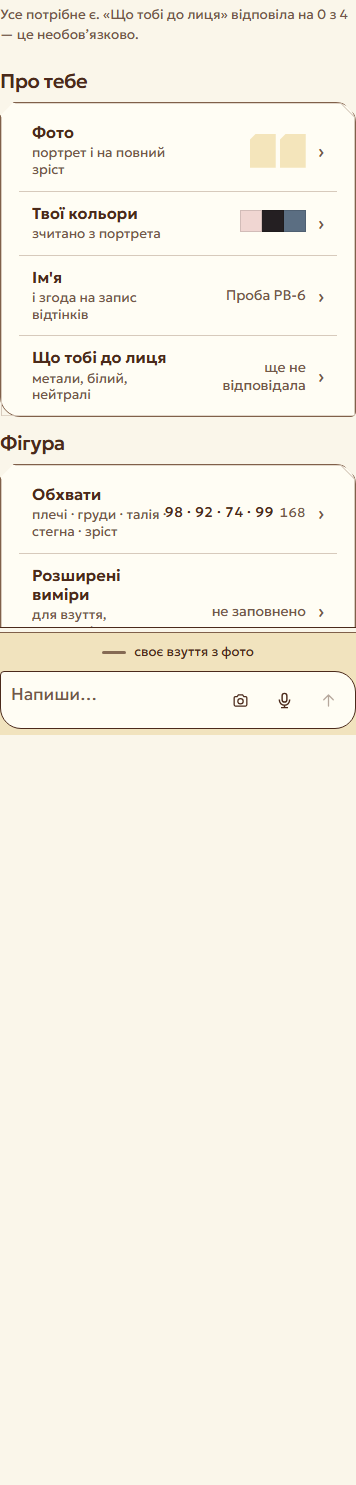 Усе потрібне є. «Що тобі до лиця» відповіла на 0 з 4
— це необов’язково.
Про тебе
Фото
портрет і на повний
зріст
Твої кольори
зчитано з портрета
Ім'я
і згода на запис
відтінків
Проба PB-6
Що тобі до лиця
метали, білий,
нейтралі
ще не
відповідала
Фігура
Обхвати
плечі · груди · талія ·
стегна · зріст
98 · 92 · 74 · 99 168
Розширені
виміри
для взуття,
не заповнено
своє взуття з фото
Напиши...